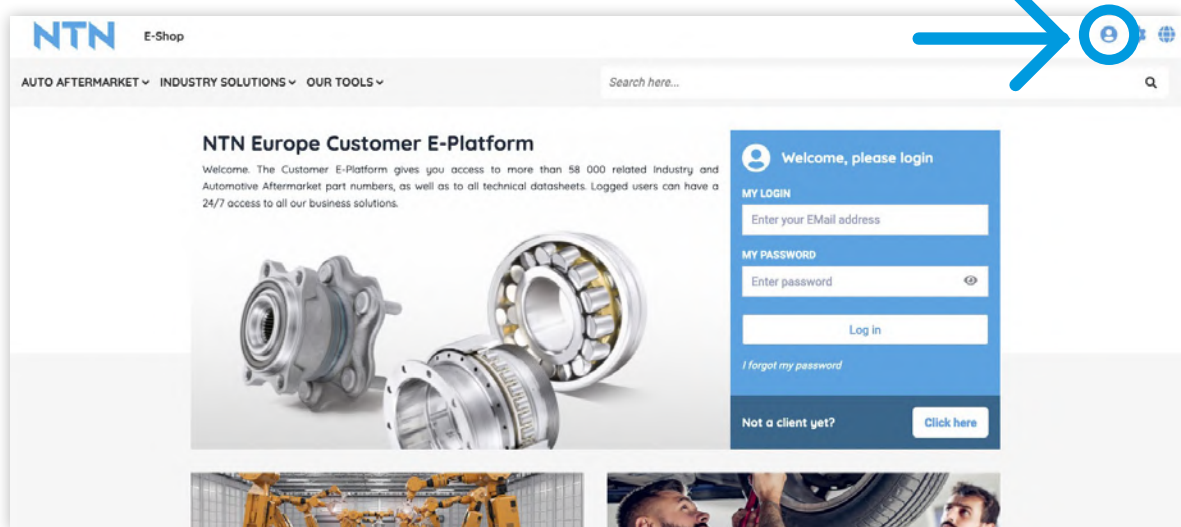 NTN E-Shop
AUTO AFTERMARKET INDUSTRY SOLUTIONS OUR TOOLS Search here...
NTN Europe Customer E-Platform
Welcome. The Customer E-Platform gives you access to more than 58 000 related Industry and
Automotive Aftermarket part numbers, as well as to all technical datasheets. Logged users can have a
24/7 access to all our business solutions.
Welcome, please login
MY LOGIN
Enter your EMail address
MY PASSWORD
Enter password
Log in
I forgot my password
Not a client yet? Click here